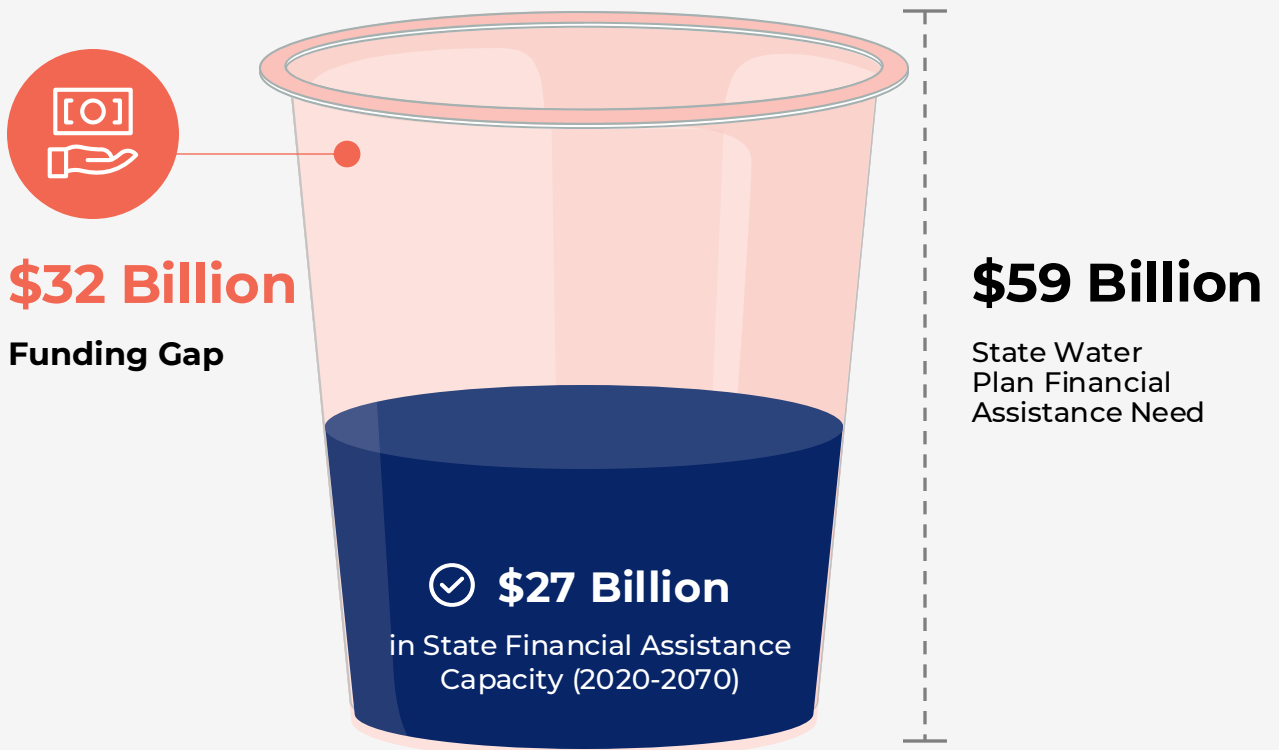 $32 Billion
Funding Gap
$59 Billion
State Water
Plan Financial
Assistance Need
$27 Billion
in State Financial Assistance
Capacity (2020-2070)